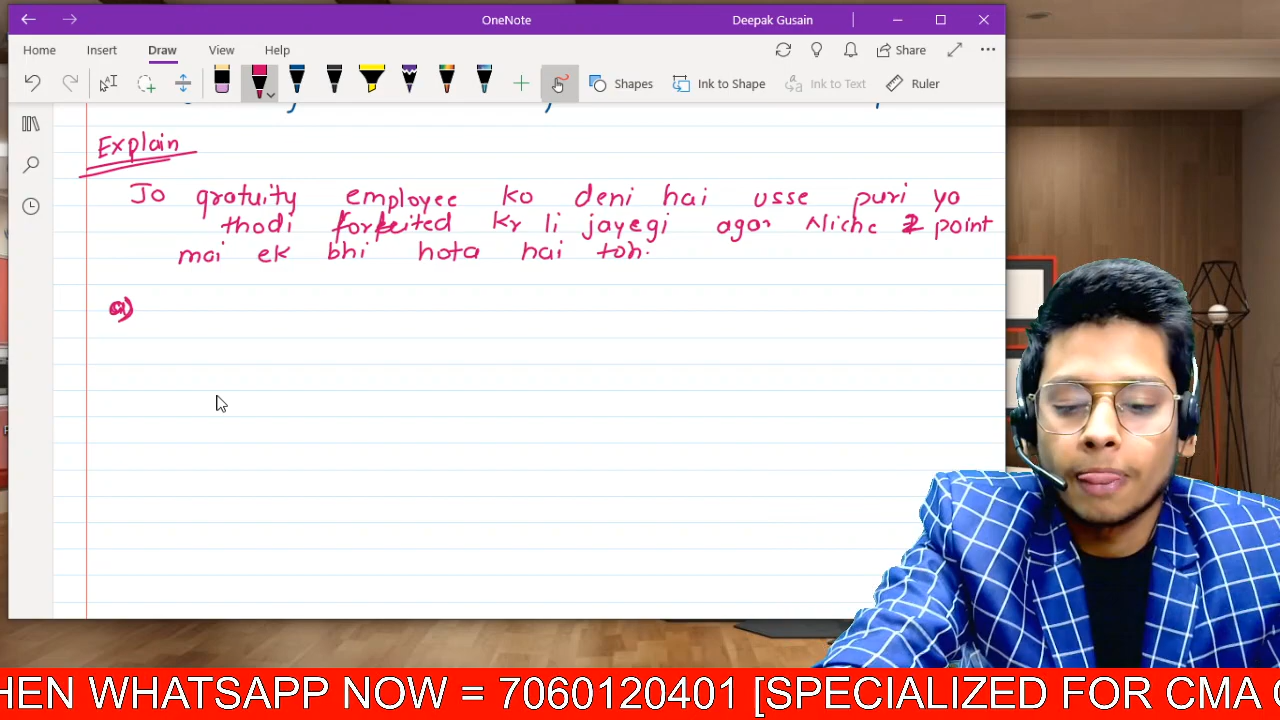 OneNote
Deepak Gusain
Home Insert Draw View Help
Share
Shapes
Ink to Shape
Ink to Text
Ruler
Explain
Jo gratuity employee ko deni hai usse puri ya
thodi forfeited kr li jayegi agar Niche 2 point
mai ek bhi hota hai toh.
a)
HEN WHATSAPP NOW = 7060120401 [SPECIALIZED FOR CMA